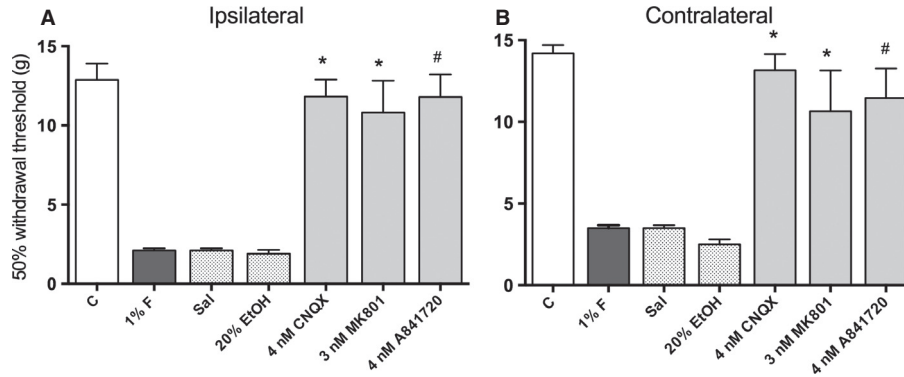 A
Ipsilateral
50% withdrawal threshold (g)
15
10
5
0
*
*
#
C
1% F
Sal
20% EtOH
4 nM CNQX
3 nM MK801
4 nM A841720
B
Contralateral
15
10
5
0
*
*
#
C
1% F
Sal
20% EtOH
4 nM CNQX
3 nM MK801
4 nM A841720